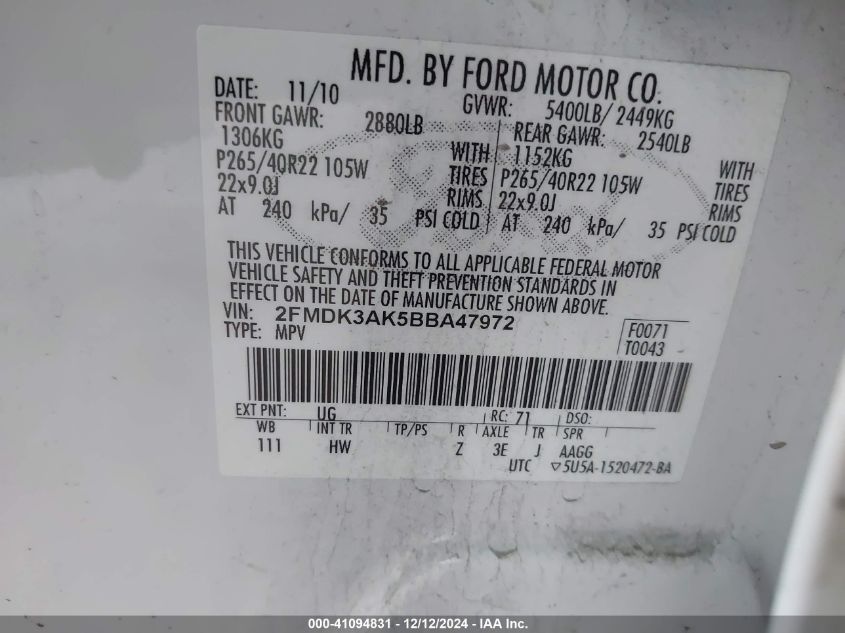 MFD. BY FORD MOTOR CO.
DATE: 11/10 GVWR: 5400LB/ 2449KG
FRONT GAWR: 2880LB REAR GAWR: 2540LB
1306KG WITH 1152KG WITH
P265/40R22 105W TIRES P265/40R22 105W TIRES
22x9.0J RIMS 22x9.0J RIMS
AT 240 kPa/ 35 PSI COLD AT 240 kPa/ 35 PSI COLD
THIS VEHICLE CONFORMS TO ALL APPLICABLE FEDERAL MOTOR
VEHICLE SAFETY AND THEFT PREVENTION STANDARDS IN
EFFECT ON THE DATE OF MANUFACTURE SHOWN ABOVE.
VIN: 2FMDK3AK5BBA47972 F0071
TYPE: MPV T0043
EXT PNT: UG RC: 71 DSO:
WB INT TR TP/PS R AXLE TR SPR
111 HW Z 3E J AAGG
UTC ▽5U5A-1520472-BA
000-41094831 - 12/12/2024 - IAAI.com